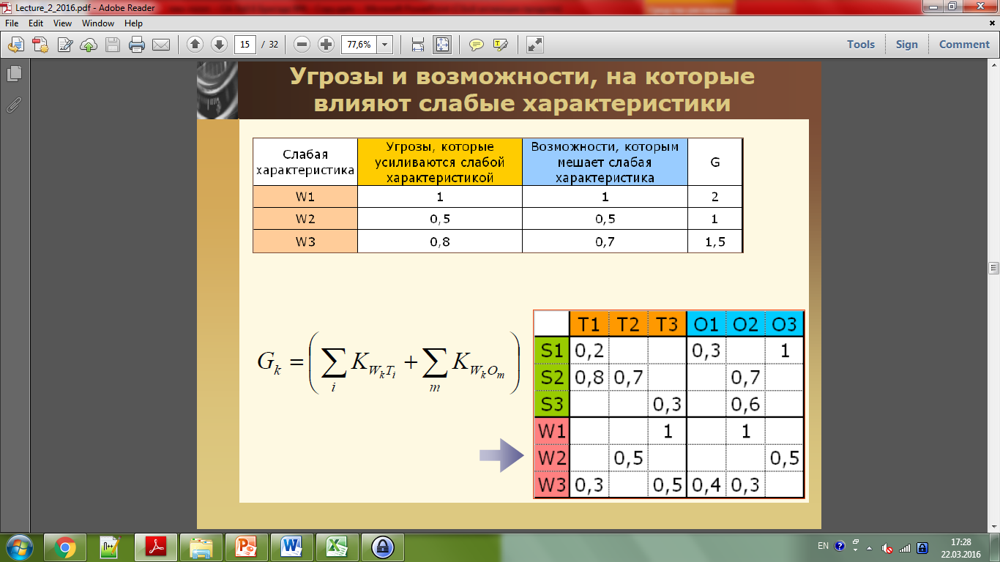 Lecture_2_2016.pdf - Adobe Reader
File Edit View Window Help
15 / 32 77,6% Tools Sign Comment
Угрозы и возможности, на которые
влияют слабые характеристики
Слабая
характеристика
Угрозы, которые
усиливаются слабой
характеристикой
Возможности, которым
мешает слабая
характеристика
G
W1 1 1 2
W2 0,5 0,5 1
W3 0,8 0,7 1,5
G_k = ( ∑_i K_{W_k T_i} + ∑_m K_{W_k O_m} )
T1 T2 T3 O1 O2 O3
S1 0,2 0,3 1
S2 0,8 0,7 0,7
S3 0,3 0,6
W1 1 1
W2 0,5 0,5
W3 0,3 0,5 0,4 0,3
EN 17:28
22.03.2016